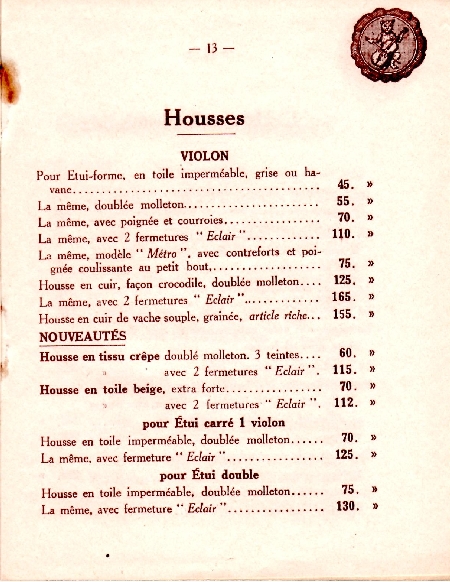 — 13 —
Housses
VIOLON
Pour Etui-forme, en toile imperméable, grise ou ha-
vane........................................ 45. »
La même, doublée molleton........................ 55. »
La même, avec poignée et courroies................. 70. »
La même, avec 2 fermetures " Eclair "............. 110. »
La même, modèle " Métro ", avec contreforts et poi-
gnée coulissante au petit bout,................... 75. »
Housse en cuir, façon crocodile, doublée molleton.... 125. »
La même, avec 2 fermetures " Eclair "............. 165. »
Housse en cuir de vache souple, grainée, article riche... 155. »
NOUVEAUTÉS
Housse en tissu crêpe doublé molleton. 3 teintes.... 60. »
» avec 2 fermetures " Eclair ". 115. »
Housse en toile beige, extra forte................. 70. »
» avec 2 fermetures " Eclair ". 112. »
pour Étui carré 1 violon
Housse en toile imperméable, doublée molleton...... 70. »
La même, avec fermeture " Eclair "................. 125. »
pour Étui double
Housse en toile imperméable, doublée molleton...... 75. »
La même, avec fermeture " Eclair "................. 130. »